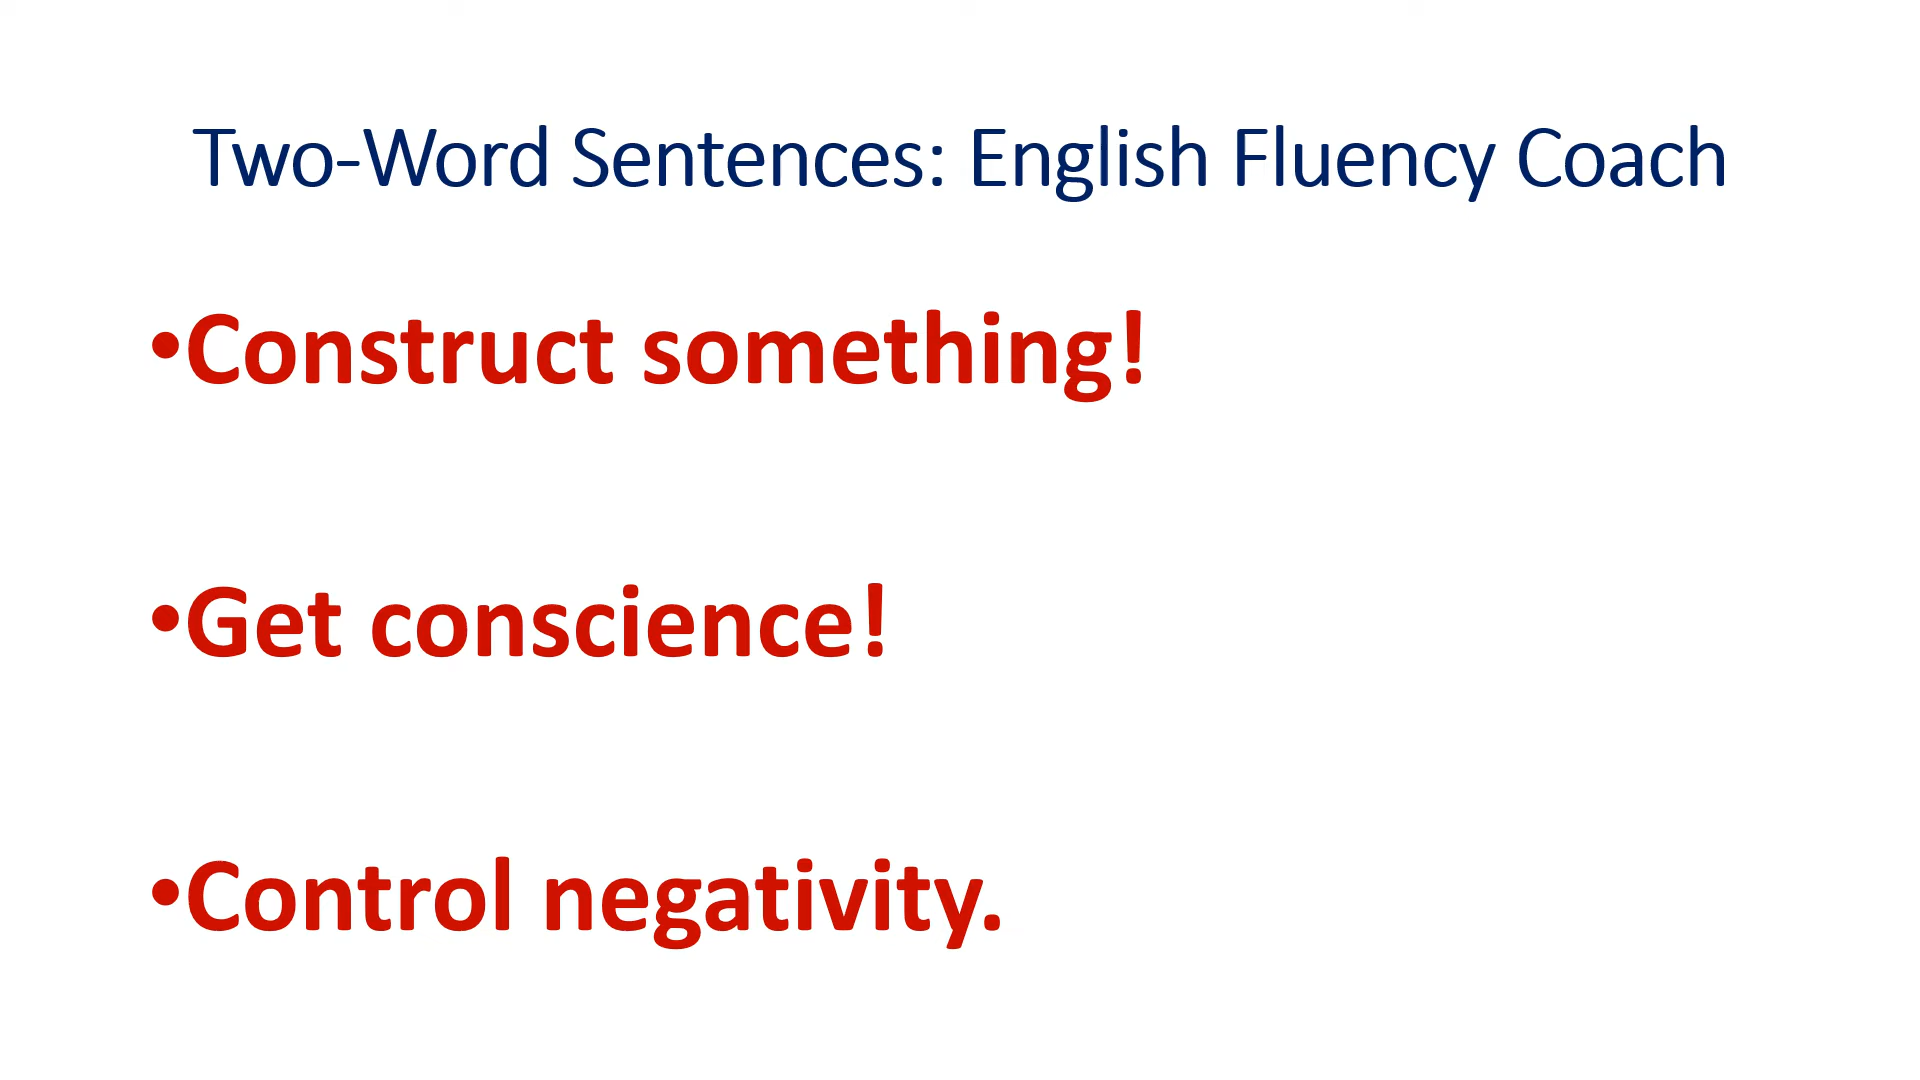 Two-Word Sentences: English Fluency Coach
•Construct something!
•Get conscience!
•Control negativity.